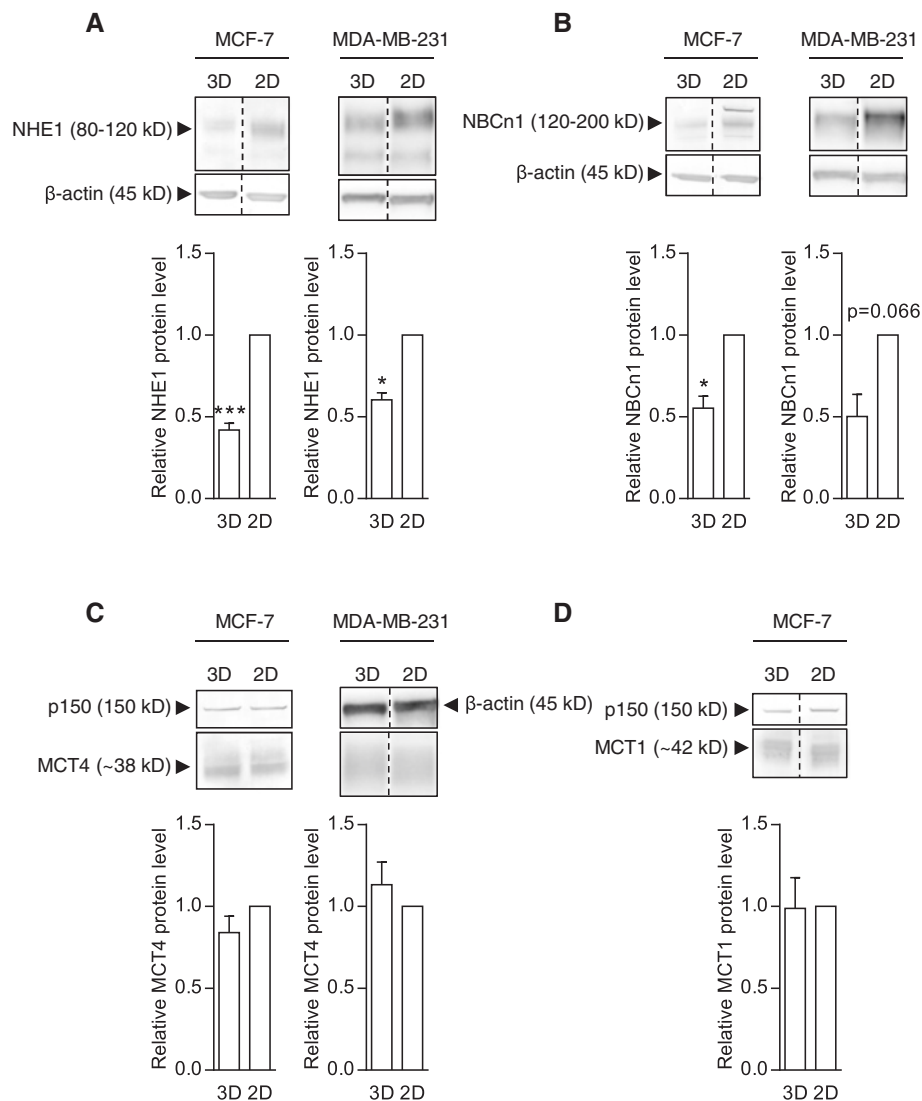 A
MCF-7
MDA-MB-231
3D 2D
3D 2D
NHE1 (80-120 kD)
β-actin (45 kD)
Relative NHE1 protein level
1.5
1.0
0.5
0.0
***
3D 2D
Relative NHE1 protein level
1.5
1.0
0.5
0.0
*
3D 2D
B
MCF-7
MDA-MB-231
3D 2D
3D 2D
NBCn1 (120-200 kD)
β-actin (45 kD)
Relative NBCn1 protein level
1.5
1.0
0.5
0.0
*
3D 2D
Relative NBCn1 protein level
1.5
1.0
0.5
0.0
p=0.066
3D 2D
C
MCF-7
MDA-MB-231
3D 2D
3D 2D
p150 (150 kD)
β-actin (45 kD)
MCT4 (~38 kD)
Relative MCT4 protein level
1.5
1.0
0.5
0.0
3D 2D
Relative MCT4 protein level
1.5
1.0
0.5
0.0
3D 2D
D
MCF-7
3D 2D
p150 (150 kD)
MCT1 (~42 kD)
Relative MCT1 protein level
1.5
1.0
0.5
0.0
3D 2D